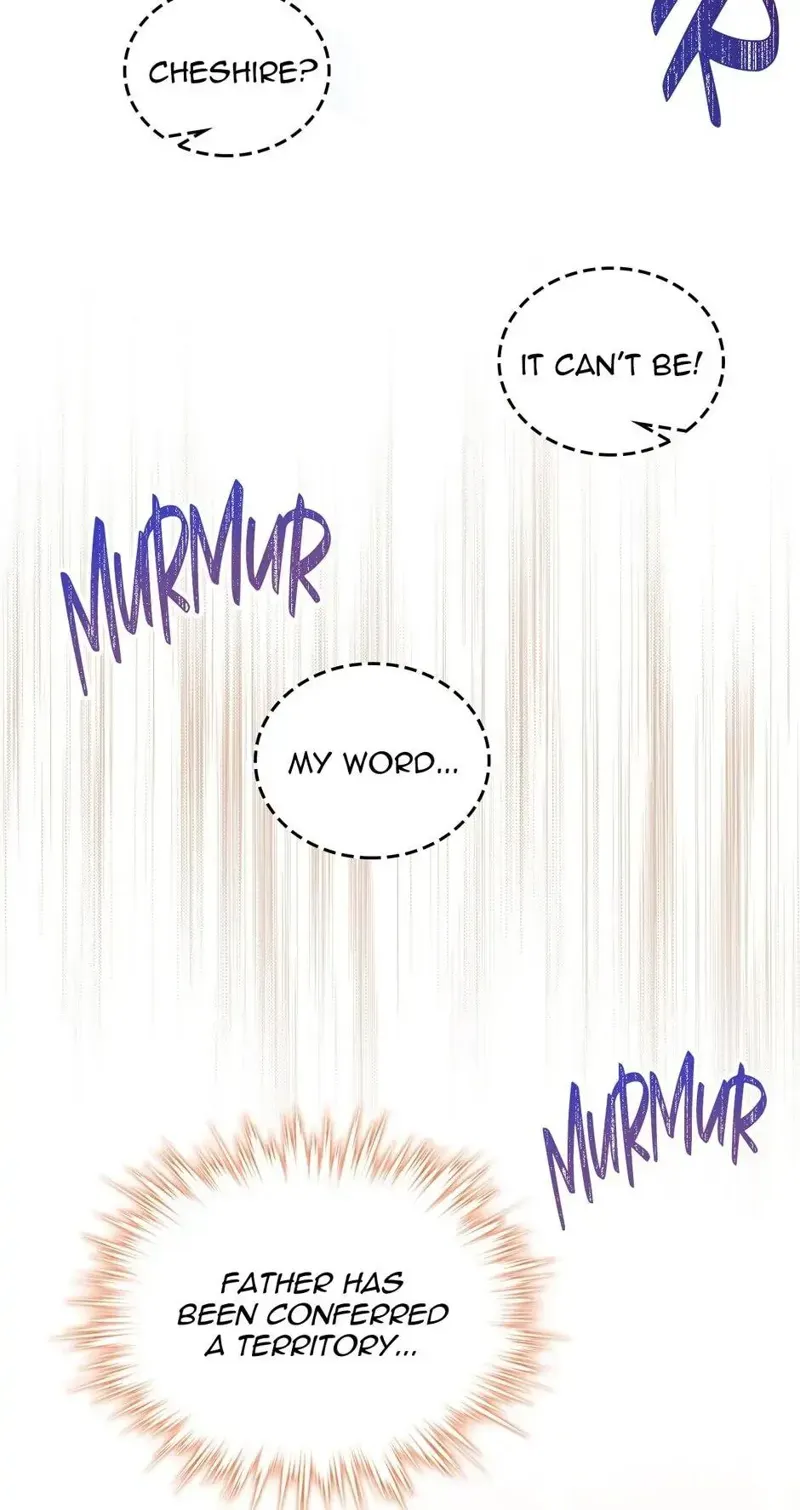 CHESHIRE?
IT CAN'T BE!
MURMUR
MY WORD...
MURMUR
FATHER HAS
BEEN CONFERRED
A TERRITORY...